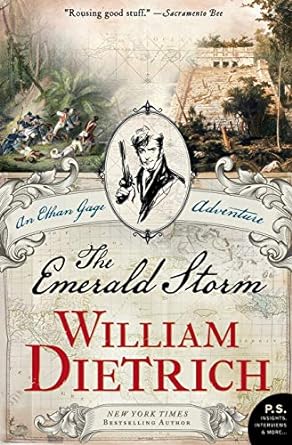 "Rousing good stuff." —Sacramento Bee
An Ethan Gage Adventure
The
Emerald Storm
WILLIAM
DIETRICH
NEW YORK TIMES
BESTSELLING AUTHOR
P.S.
INSIGHTS,
INTERVIEWS
& MORE...